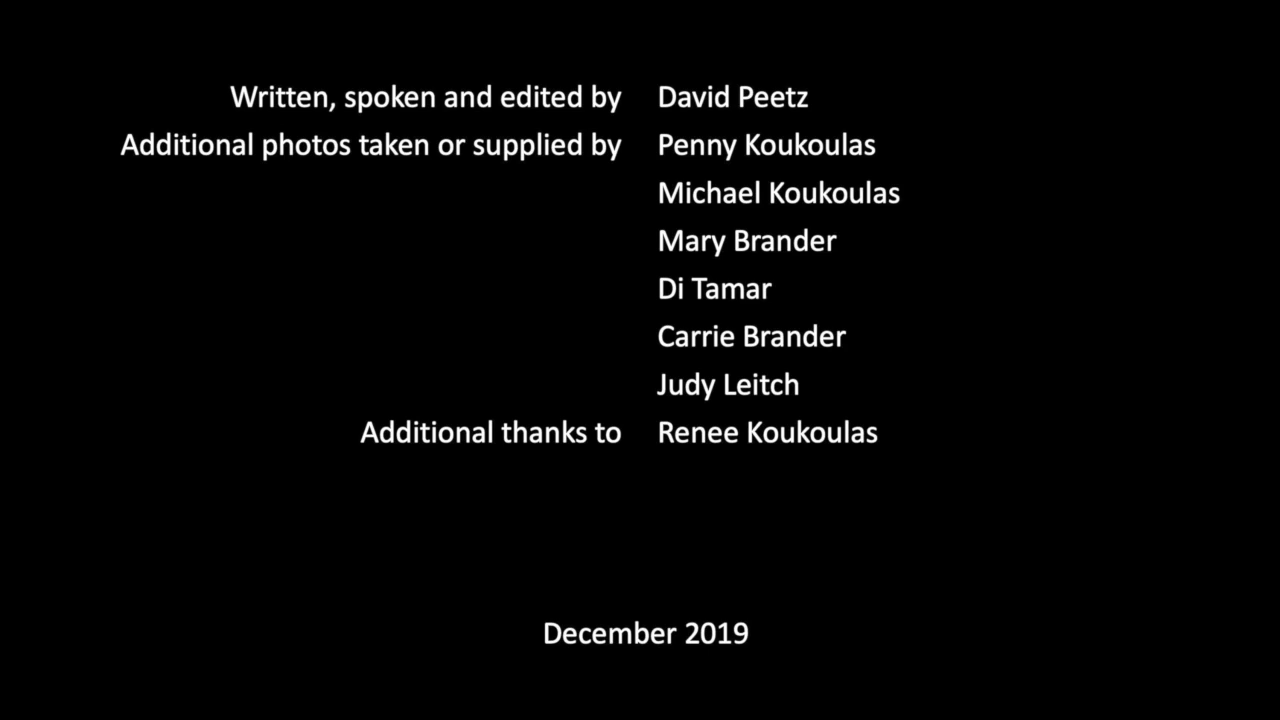 Written, spoken and edited by David Peetz
Additional photos taken or supplied by Penny Koukoulas
Michael Koukoulas
Mary Brander
Di Tamar
Carrie Brander
Judy Leitch
Additional thanks to Renee Koukoulas
December 2019